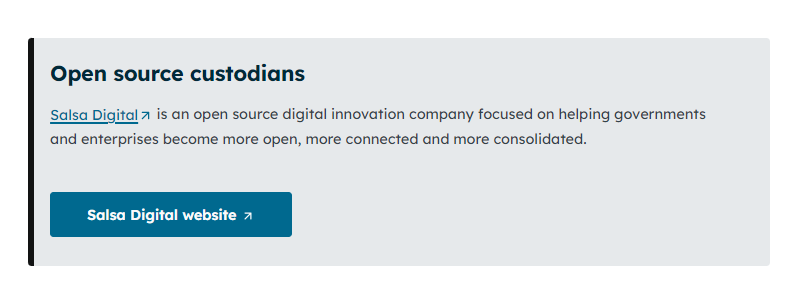 Open source custodians
Salsa Digital is an open source digital innovation company focused on helping governments
and enterprises become more open, more connected and more consolidated.
Salsa Digital website